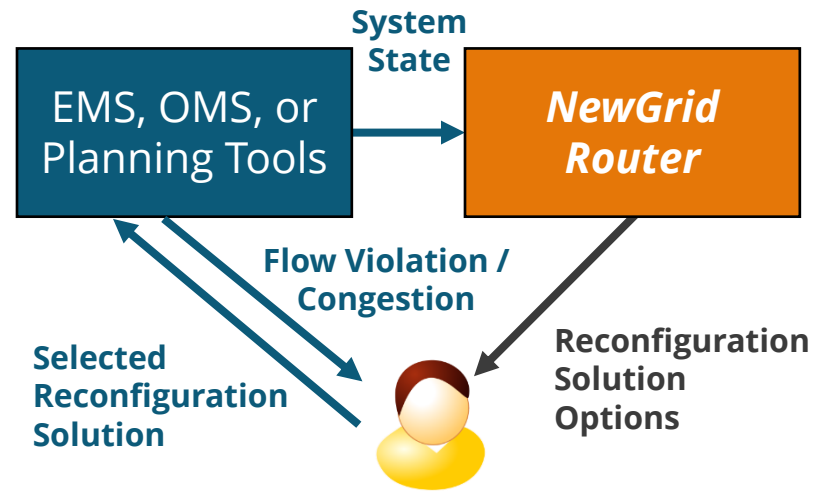 System
State
EMS, OMS, or
Planning Tools
NewGrid
Router
Flow Violation /
Congestion
Selected
Reconfiguration
Solution
Reconfiguration
Solution
Options